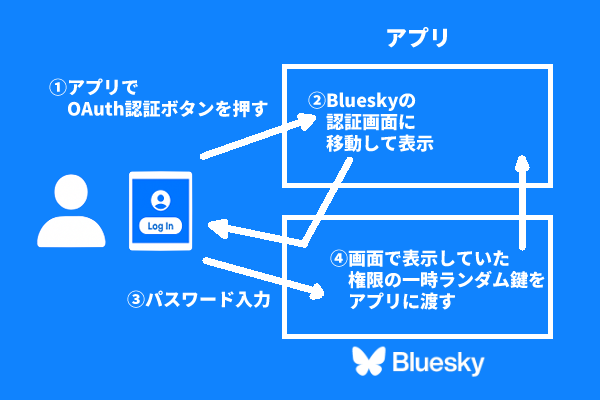 アプリ
①アプリで
OAuth認証ボタンを押す
②Blueskyの
認証画面に
移動して表示
Log In
③パスワード入力
④画面で表示していた
権限の一時ランダム鍵を
アプリに渡す
Bluesky